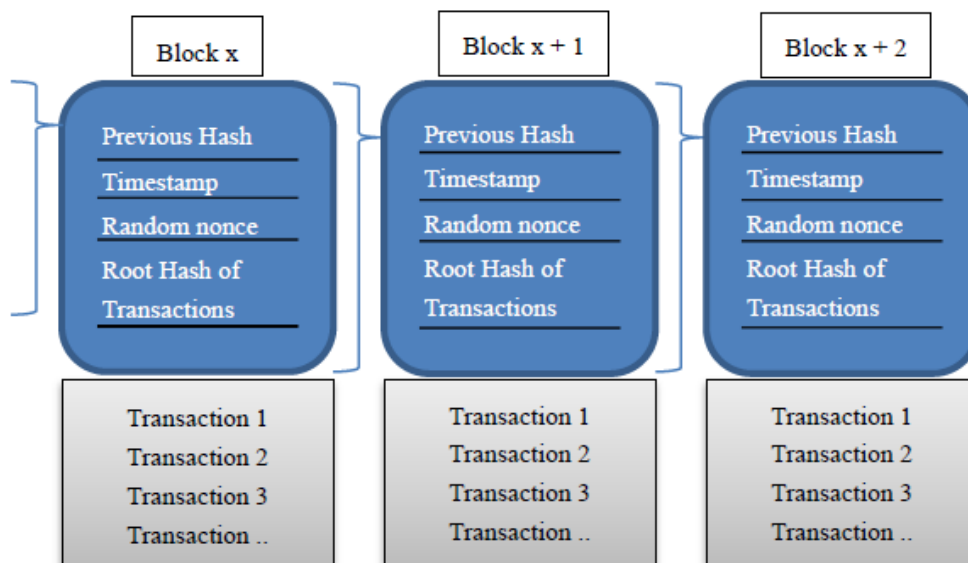 Block x
Previous Hash
Timestamp
Random nonce
Root Hash of
Transactions
Transaction 1
Transaction 2
Transaction 3
Transaction ..
Block x + 1
Previous Hash
Timestamp
Random nonce
Root Hash of
Transactions
Transaction 1
Transaction 2
Transaction 3
Transaction ..
Block x + 2
Previous Hash
Timestamp
Random nonce
Root Hash of
Transactions
Transaction 1
Transaction 2
Transaction 3
Transaction ..